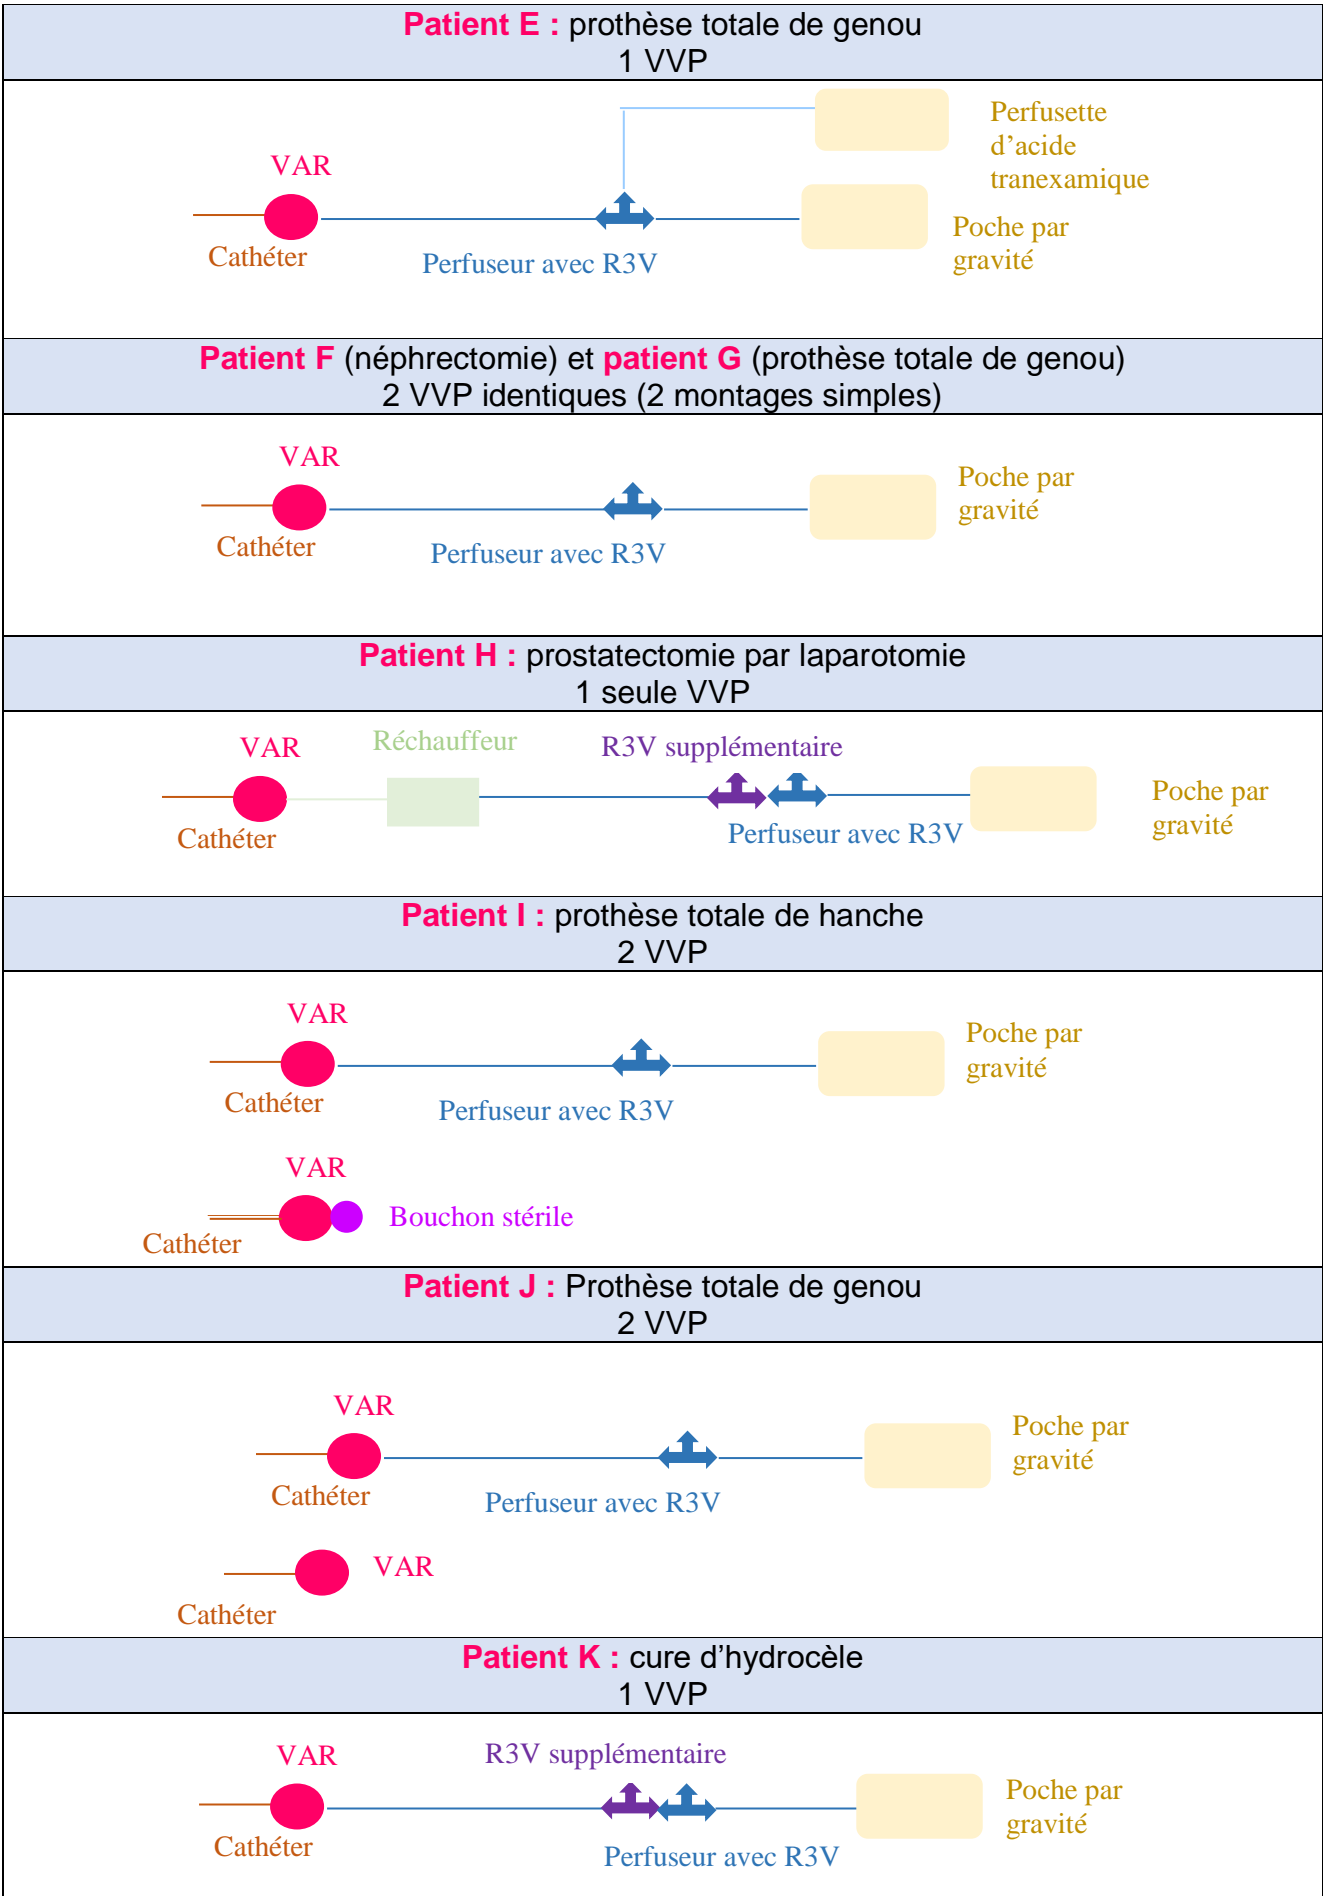 Patient E : prothèse totale de genou
1 VVP
Perfusette
d'acide
tranexamique
VAR
Cathéter
Perfuseur avec R3V
Poche par
gravité
Patient F (néphrectomie) et patient G (prothèse totale de genou)
2 VVP identiques (2 montages simples)
VAR
Cathéter
Perfuseur avec R3V
Poche par
gravité
Patient H : prostatectomie par laparotomie
1 seule VVP
VAR
Réchauffeur
R3V supplémentaire
Cathéter
Perfuseur avec R3V
Poche par
gravité
Patient I : prothèse totale de hanche
2 VVP
VAR
Cathéter
Perfuseur avec R3V
Poche par
gravité
VAR
Bouchon stérile
Cathéter
Patient J : Prothèse totale de genou
2 VVP
VAR
Cathéter
Perfuseur avec R3V
Poche par
gravité
VAR
Cathéter
Patient K : cure d'hydrocèle
1 VVP
VAR
R3V supplémentaire
Cathéter
Perfuseur avec R3V
Poche par
gravité